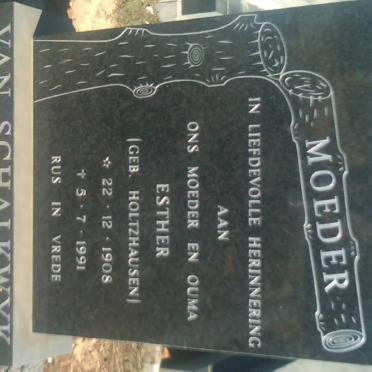 MOEDER
IN LIEFDEVOLLE HERINNERING
AAN
ONS MOEDER EN OUMA
ESTHER
(GEB. HOLTZHAUSEN)
☆ 22 · 12 · 1908
✝ 5 · 7 · 1991
RUS IN VREDE
VAN SCHALKWYK